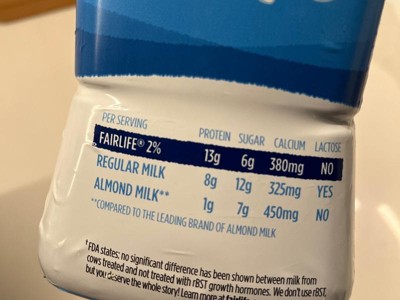 PER SERVING PROTEIN SUGAR CALCIUM LACTOSE
FAIRLIFE® 2% 13g 6g 380mg NO
REGULAR MILK 8g 12g 325mg YES
ALMOND MILK** 1g 7g 450mg NO
**COMPARED TO THE LEADING BRAND OF ALMOND MILK
†FDA states: no significant difference has been shown between milk from
cows treated and not treated with rBST growth hormones. We don't use rBST,
but you deserve the whole story! Learn more at fairlife